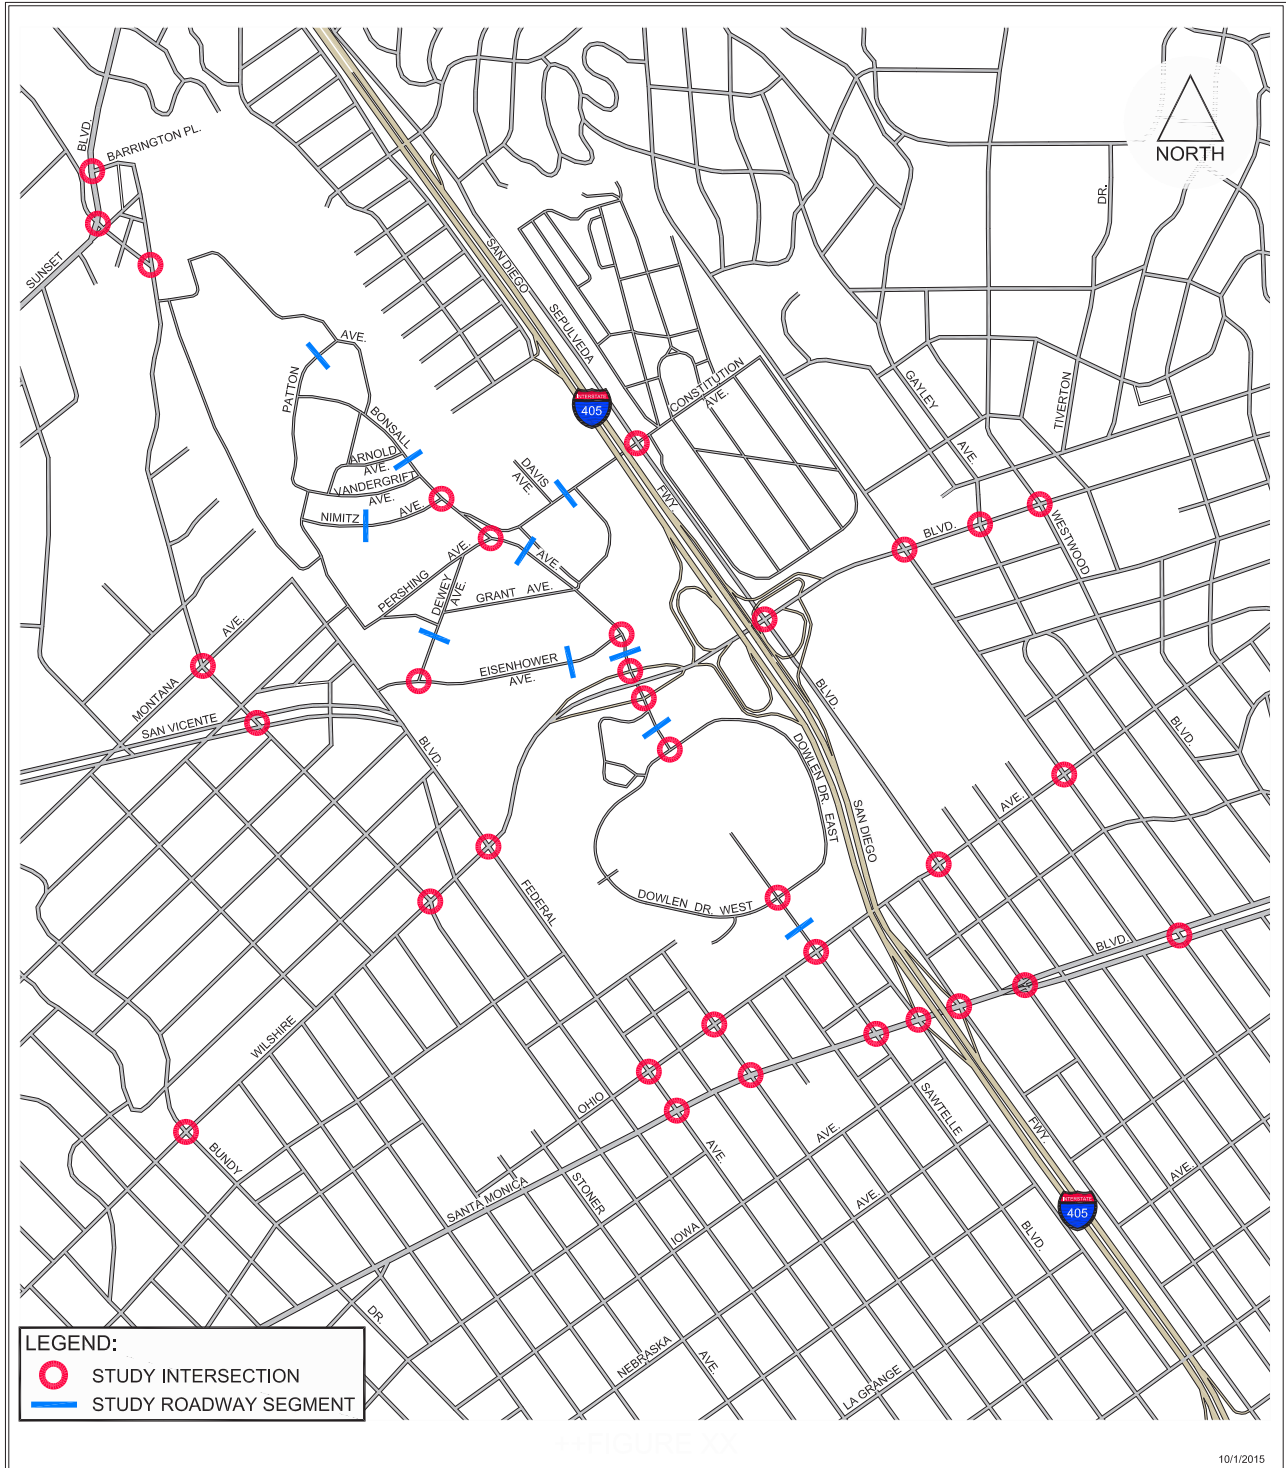 BLVD.
BARRINGTON PL.
NORTH
DR.
SUNSET
SAN DIEGO
SEPULVEDA
AVE.
PATTON
CONSTITUTION
AVE.
GAYLEY
TIVERTON
INTERSTATE
405
BONSALL
ARNOLD
AVE.
AVE.
DAVIS
AVE.
VANDERGRIFT
AVE.
FWY.
NIMITZ
AVE.
BLVD.
WESTWOOD
AVE.
AVE.
PERSHING
DEWEY
AVE.
GRANT AVE.
AVE.
MONTANA
EISENHOWER
AVE.
SAN VICENTE
BLVD.
BLVD.
BLVD.
DOWLEN DR. EAST
SAN DIEGO
AVE.
FEDERAL
DOWLEN DR. WEST
BLVD.
WILSHIRE
OHIO
SAWTELLE
FWY.
BUNDY
AVE.
AVE.
AVE.
STONER
AVE.
SANTA MONICA
INTERSTATE
405
IOWA
BLVD.
DR.
NEBRASKA
AVE.
LA GRANGE
LEGEND:
STUDY INTERSECTION
STUDY ROADWAY SEGMENT
10/1/2015